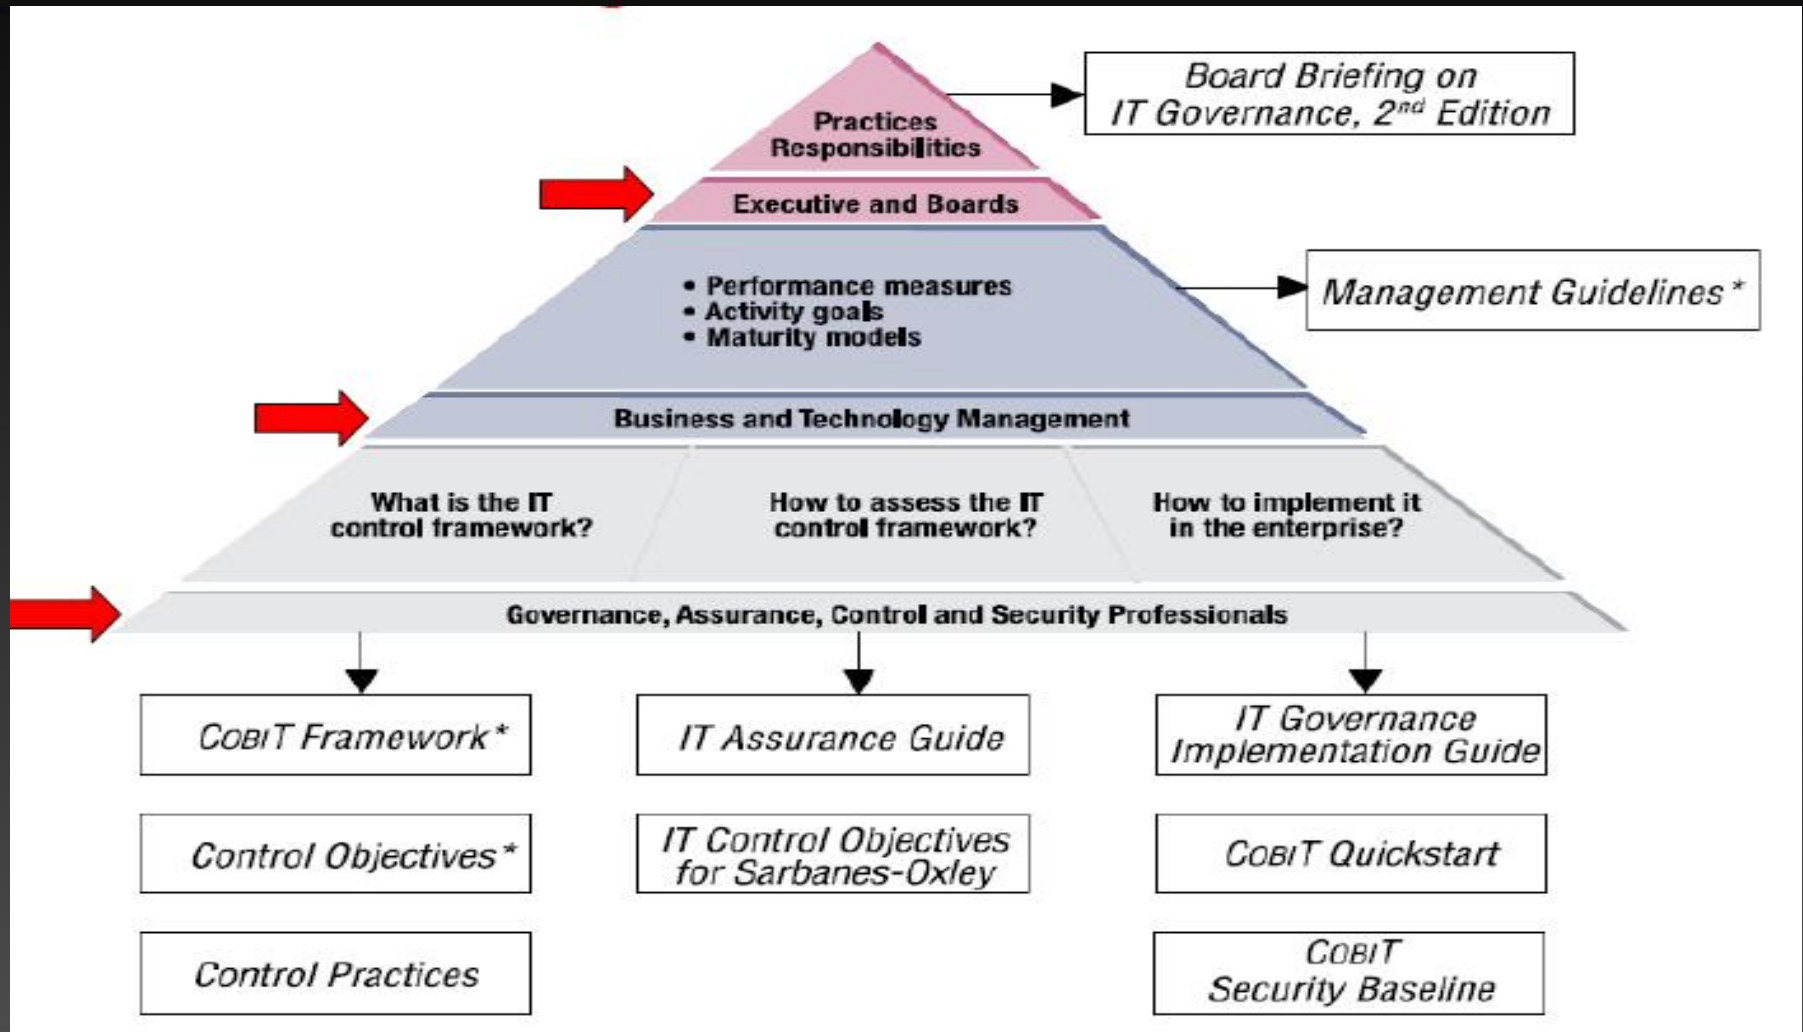 Board Briefing on
IT Governance, 2nd Edition
Practices
Responsibilities
Executive and Boards
• Performance measures
• Activity goals
• Maturity models
Management Guidelines*
Business and Technology Management
What is the IT
control framework?
How to assess the IT
control framework?
How to implement it
in the enterprise?
Governance, Assurance, Control and Security Professionals
COBIT Framework*
IT Assurance Guide
IT Governance
Implementation Guide
Control Objectives*
IT Control Objectives
for Sarbanes-Oxley
COBIT Quickstart
Control Practices
COBIT
Security Baseline